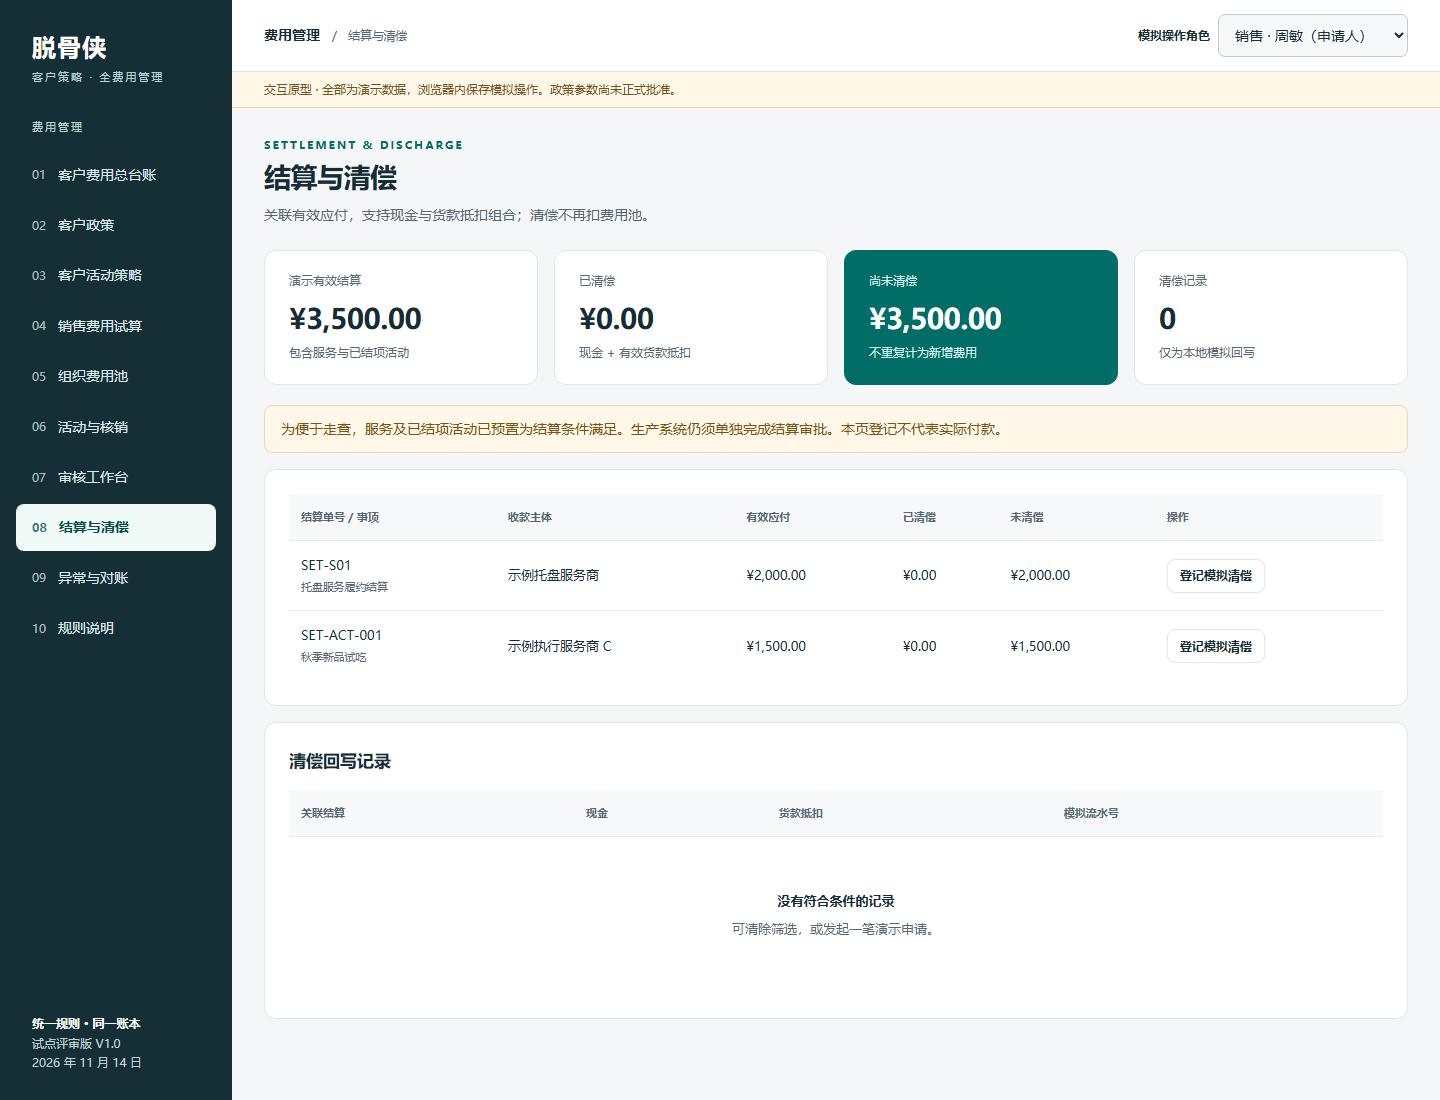 脱骨侠
客户策略 · 全费用管理
费用管理
01 客户费用总台账
02 客户政策
03 客户活动策略
04 销售费用试算
05 组织费用池
06 活动与核销
07 审核工作台
08 结算与清偿
09 异常与对账
10 规则说明
统一规则 • 同一账本
试点评审版 V1.0
2026 年 11 月 14 日
费用管理 / 结算与清偿
模拟操作角色 销售 · 周敏（申请人）
交互原型 · 全部为演示数据，浏览器内保存模拟操作。政策参数尚未正式批准。
SETTLEMENT & DISCHARGE
结算与清偿
关联有效应付，支持现金与货款抵扣组合；清偿不再扣费用池。
演示有效结算
¥3,500.00
包含服务与已结项活动
已清偿
¥0.00
现金 + 有效货款抵扣
尚未清偿
¥3,500.00
不重复计为新增费用
清偿记录
0
仅为本地模拟回写
为便于走查，服务及已结项活动已预置为结算条件满足。生产系统仍须单独完成结算审批。本页登记不代表实际付款。
结算单号 / 事项 收款主体 有效应付 已清偿 未清偿 操作
SET-S01
托盘服务履约结算
示例托盘服务商 ¥2,000.00 ¥0.00 ¥2,000.00 登记模拟清偿
SET-ACT-001
秋季新品试吃
示例执行服务商 C ¥1,500.00 ¥0.00 ¥1,500.00 登记模拟清偿
清偿回写记录
关联结算 现金 货款抵扣 模拟流水号
没有符合条件的记录
可清除筛选，或发起一笔演示申请。